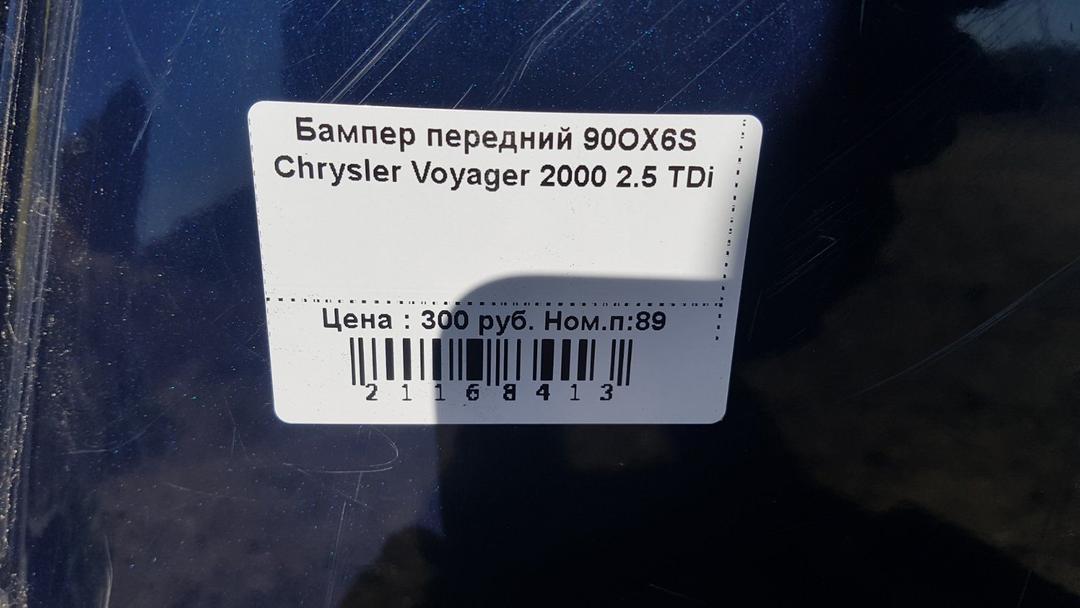 Бампер передний 90OX6S
Chrysler Voyager 2000 2.5 TDi
Цена : 300 руб. Ном.п:89
21168413